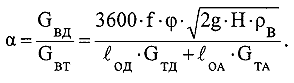 α = G_ВД / G_ВТ = (3600 · f · φ · √(2g · H · ρ_В)) / (ℓ_ОД · G_ТД + ℓ_ОА · G_ТА).